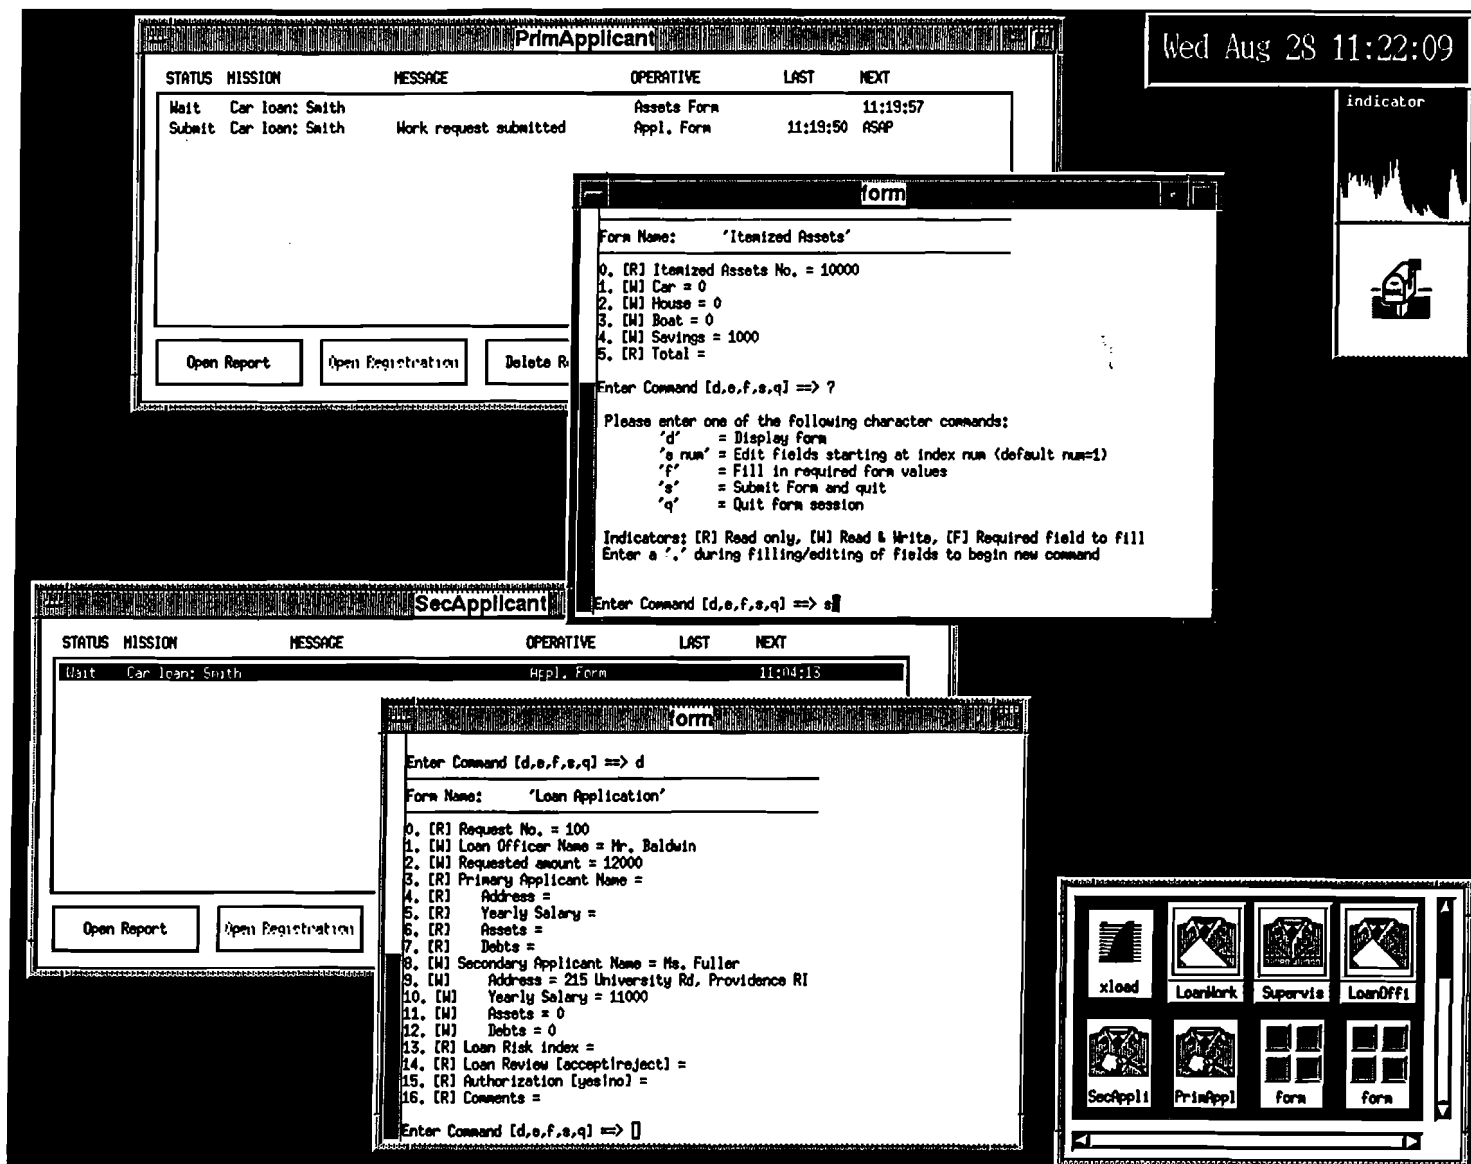 PrimApplicant
STATUS MISSION MESSAGE OPERATIVE LAST NEXT
Wait Car loan: Smith Assets Form 11:19:57
Submit Car loan: Smith Work request submitted Appl. Form 11:19:50 ASAP
Open Report Open Registration Delete R
Wed Aug 28 11:22:09
indicator
form
Form Name: 'Itemized Assets'
0. [R] Itemized Assets No. = 10000
1. [W] Car = 0
2. [W] House = 0
3. [W] Boat = 0
4. [W] Savings = 1000
5. [R] Total =
Enter Command [d,e,f,s,q] ==> ?
Please enter one of the following character commands:
'd' = Display form
'e num' = Edit fields starting at index num (default num=1)
'f' = Fill in required form values
's' = Submit Form and quit
'q' = Quit form session
Indicators: [R] Read only, [W] Read & Write, [F] Required field to fill
Enter a '.' during filling/editing of fields to begin new command
Enter Command [d,e,f,s,q] ==> s
SecApplicant
STATUS MISSION MESSAGE OPERATIVE LAST NEXT
Wait Car loan: Smith Appl. Form 11:04:13
Open Report Open Registration
form
Enter Command [d,e,f,s,q] ==> d
Form Name: 'Loan Application'
0. [R] Request No. = 100
1. [W] Loan Officer Name = Mr. Baldwin
2. [W] Requested amount = 12000
3. [R] Primary Applicant Name =
4. [R] Address =
5. [R] Yearly Salary =
6. [R] Assets =
7. [R] Debts =
8. [W] Secondary Applicant Name = Ms. Fuller
9. [W] Address = 215 University Rd, Providence RI
10. [W] Yearly Salary = 11000
11. [W] Assets = 0
12. [W] Debts = 0
13. [R] Loan Risk index =
14. [R] Loan Review [accept|reject] =
15. [R] Authorization [yes|no] =
16. [R] Comments =
Enter Command [d,e,f,s,q] ==>
xload LoanWork Supervis LoanOffi
SecAppli PrimAppl form form